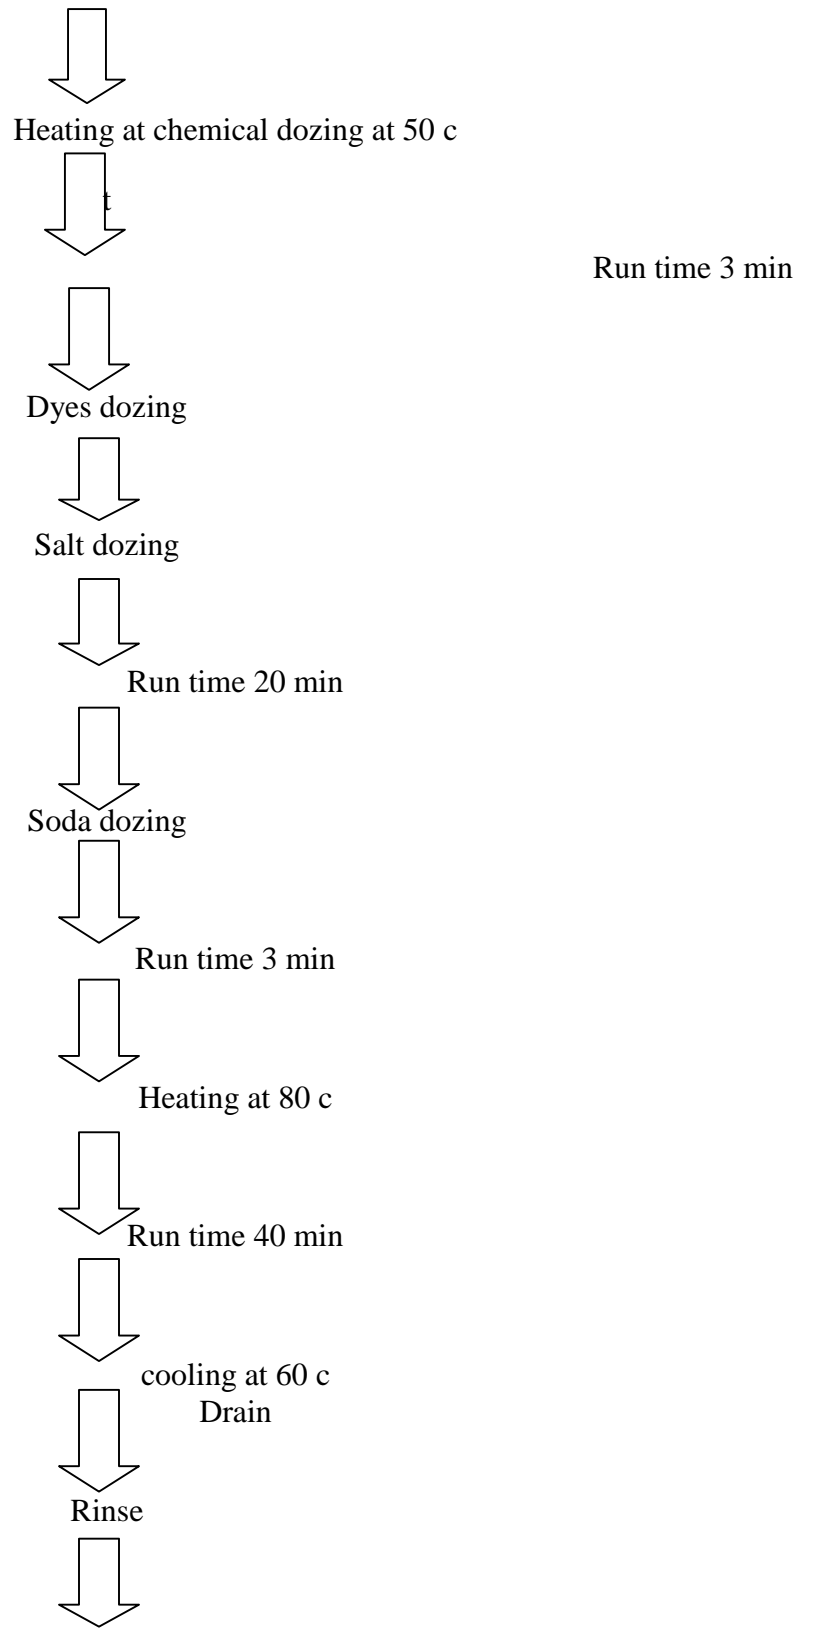 Heating at chemical dozing at 50 c
t
Run time 3 min
Dyes dozing
Salt dozing
Run time 20 min
Soda dozing
Run time 3 min
Heating at 80 c
Run time 40 min
cooling at 60 c
Drain
Rinse